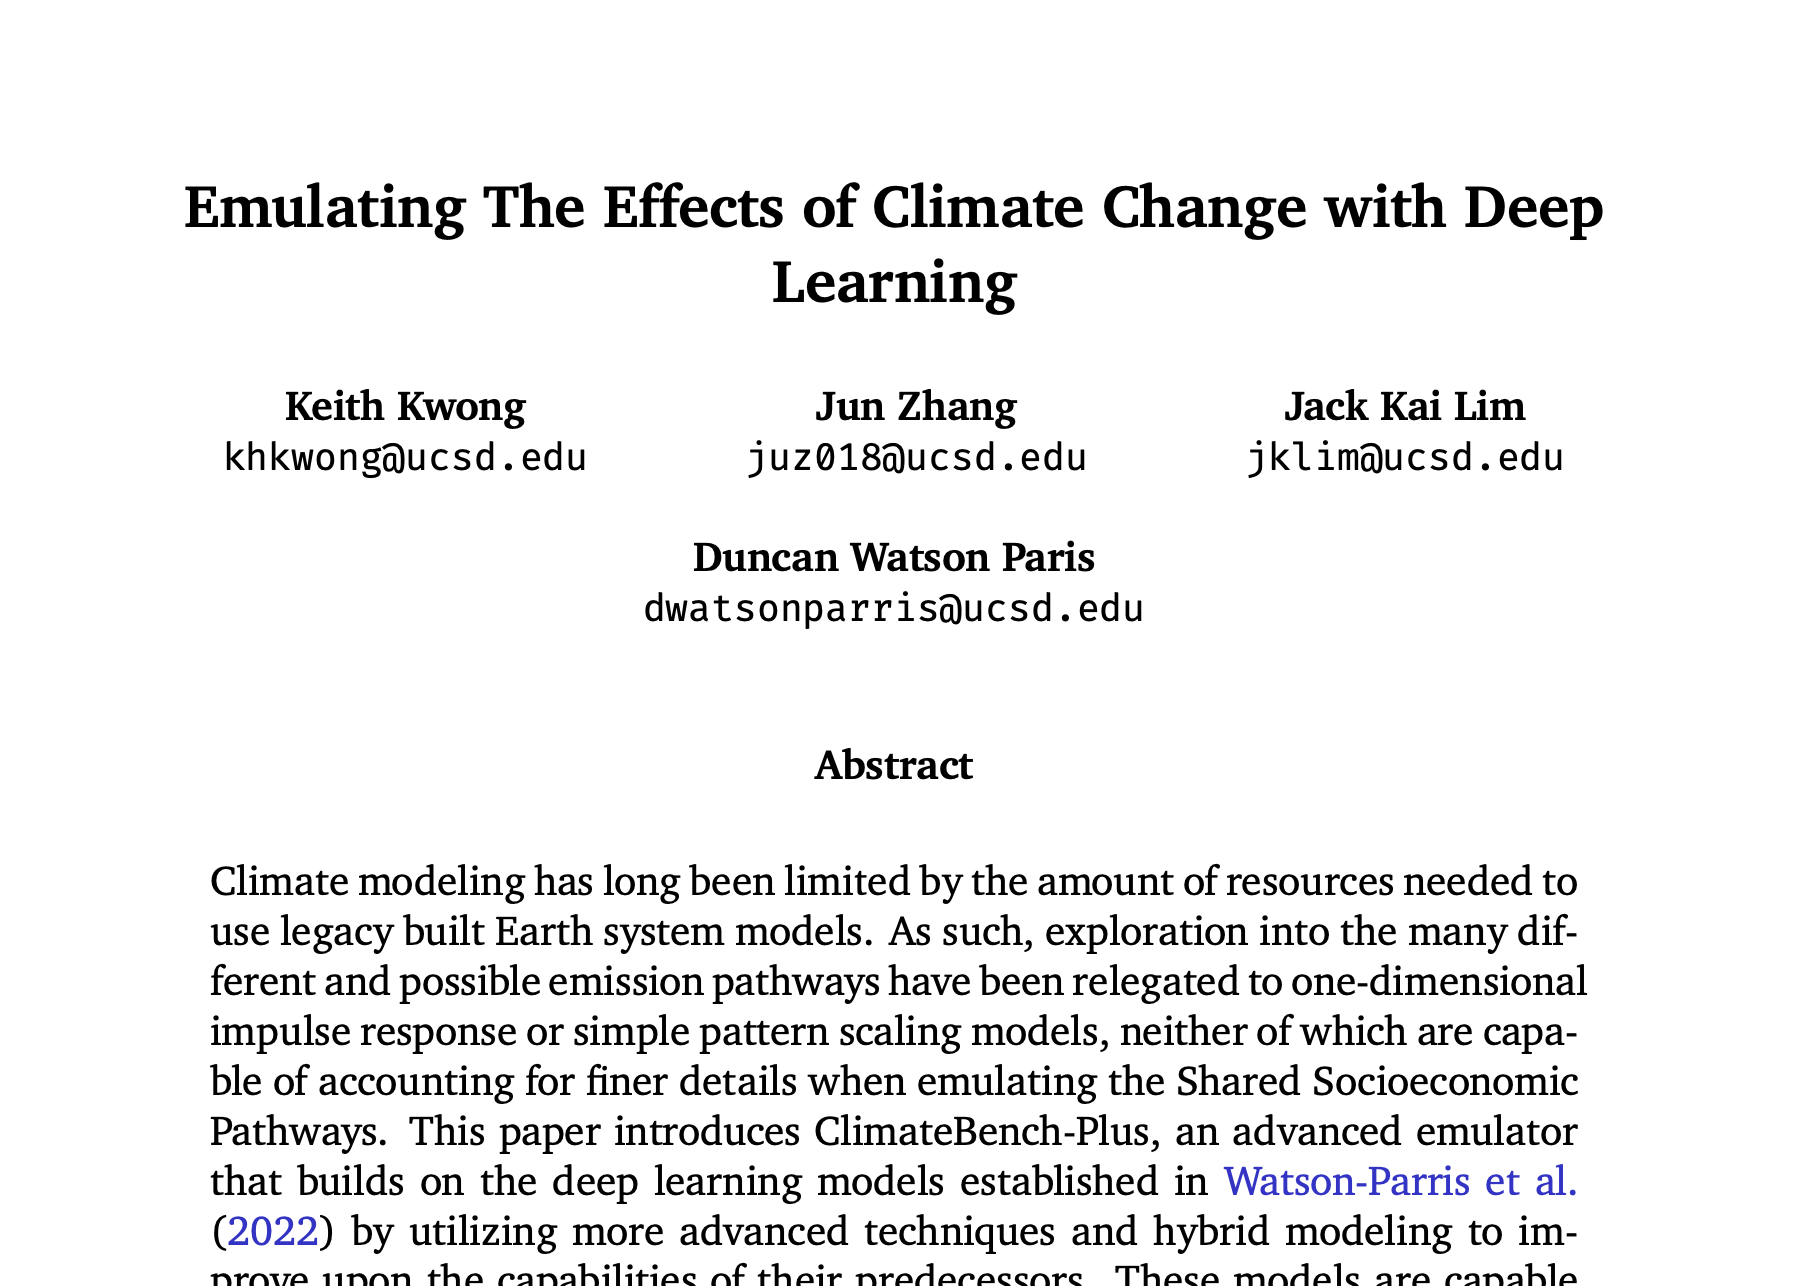 Emulating The Effects of Climate Change with Deep
Learning
Keith Kwong
khkwong@ucsd.edu
Jun Zhang
juz018@ucsd.edu
Jack Kai Lim
jklim@ucsd.edu
Duncan Watson Paris
dwatsonparris@ucsd.edu
Abstract
Climate modeling has long been limited by the amount of resources needed to
use legacy built Earth system models. As such, exploration into the many dif-
ferent and possible emission pathways have been relegated to one-dimensional
impulse response or simple pattern scaling models, neither of which are capa-
ble of accounting for finer details when emulating the Shared Socioeconomic
Pathways. This paper introduces ClimateBench-Plus, an advanced emulator
that builds on the deep learning models established in Watson-Parris et al.
(2022) by utilizing more advanced techniques and hybrid modeling to im-
prove upon the capabilities of their predecessors. These models are capable